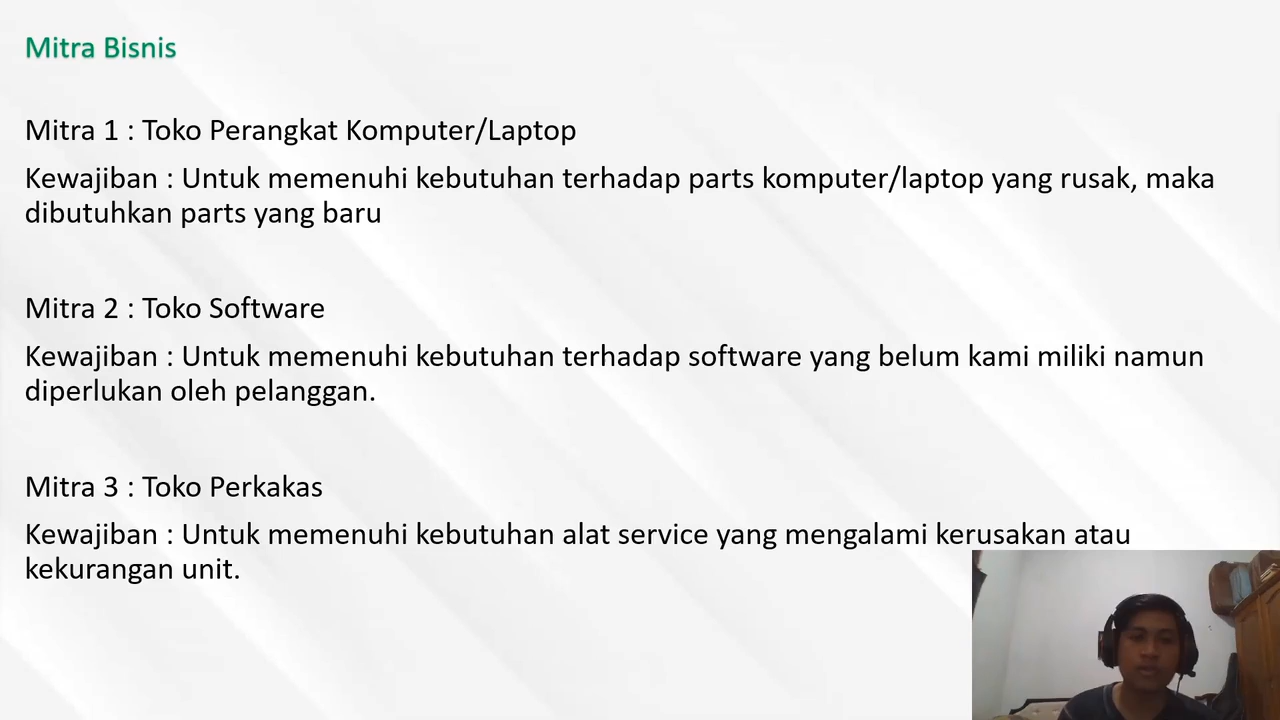 Mitra Bisnis
Mitra 1 : Toko Perangkat Komputer/Laptop
Kewajiban : Untuk memenuhi kebutuhan terhadap parts komputer/laptop yang rusak, maka
dibutuhkan parts yang baru
Mitra 2 : Toko Software
Kewajiban : Untuk memenuhi kebutuhan terhadap software yang belum kami miliki namun
diperlukan oleh pelanggan.
Mitra 3 : Toko Perkakas
Kewajiban : Untuk memenuhi kebutuhan alat service yang mengalami kerusakan atau
kekurangan unit.